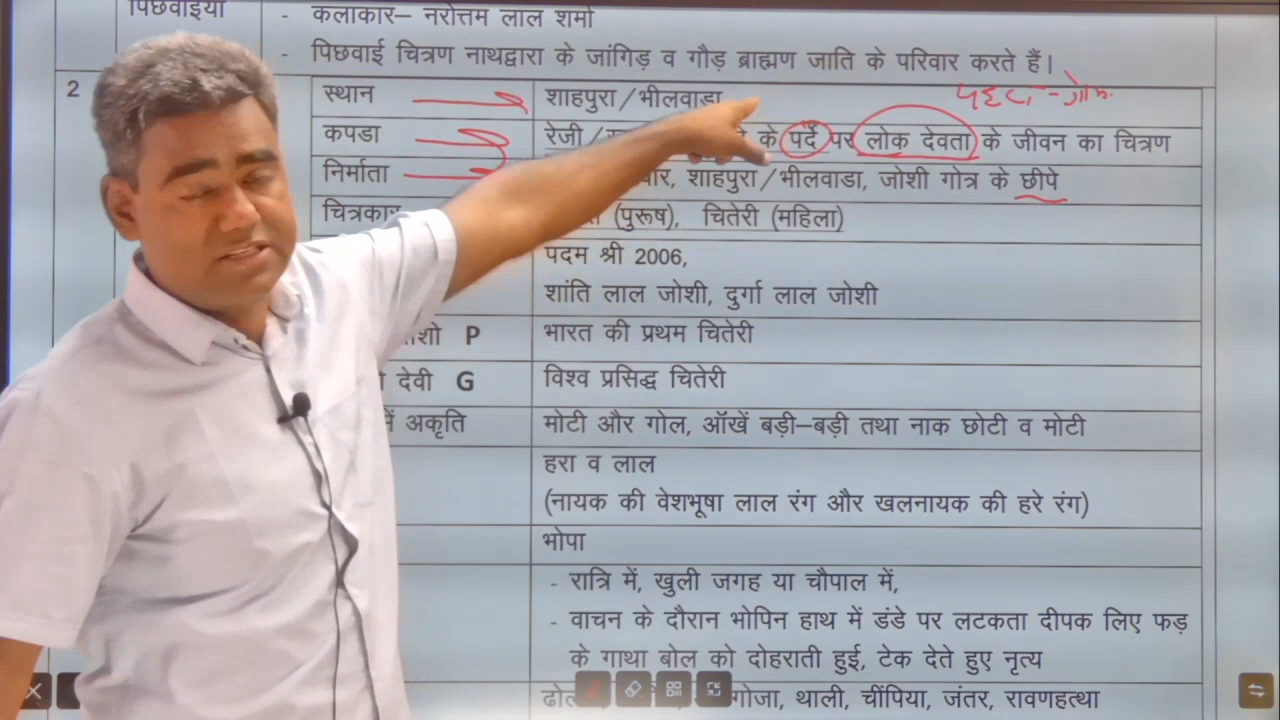 पिछवाईयां - कलाकार– नरोत्तम लाल शर्मा
- पिछवाई चित्रण नाथद्वारा के जांगिड़ व गौड़ ब्राह्मण जाति के परिवार करते हैं।
2 स्थान शाहपुरा/भीलवाडा
कपडा रेजी/ के पर्दे पर लोक देवता के जीवन का चित्रण
निर्माता शाहपुरा/भीलवाडा, जोशी गोत्र के छीपे
चित्रकार (पुरूष), चितेरी (महिला)
पदम श्री 2006,
शांति लाल जोशी, दुर्गा लाल जोशी
P भारत की प्रथम चितेरी
देवी G विश्व प्रसिद्ध चितेरी
अकृति मोटी और गोल, ऑंखें बड़ी–बड़ी तथा नाक छोटी व मोटी
हरा व लाल
(नायक की वेशभूषा लाल रंग और खलनायक की हरे रंग)
भोपा
- रात्रि में, खुली जगह या चौपाल में,
- वाचन के दौरान भोपिन हाथ में डंडे पर लटकता दीपक लिए फड़
के गाथा बोल को दोहराती हुई, टेक देते हुए नृत्य
गोजा, थाली, चींपिया, जंतर, रावणहत्था